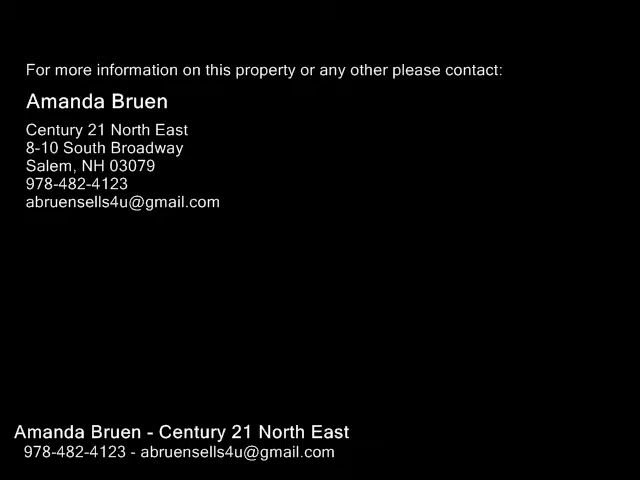 For more information on this property or any other please contact:
Amanda Bruen
Century 21 North East
8-10 South Broadway
Salem, NH 03079
978-482-4123
abruensells4u@gmail.com
Amanda Bruen - Century 21 North East
978-482-4123 - abruensells4u@gmail.com